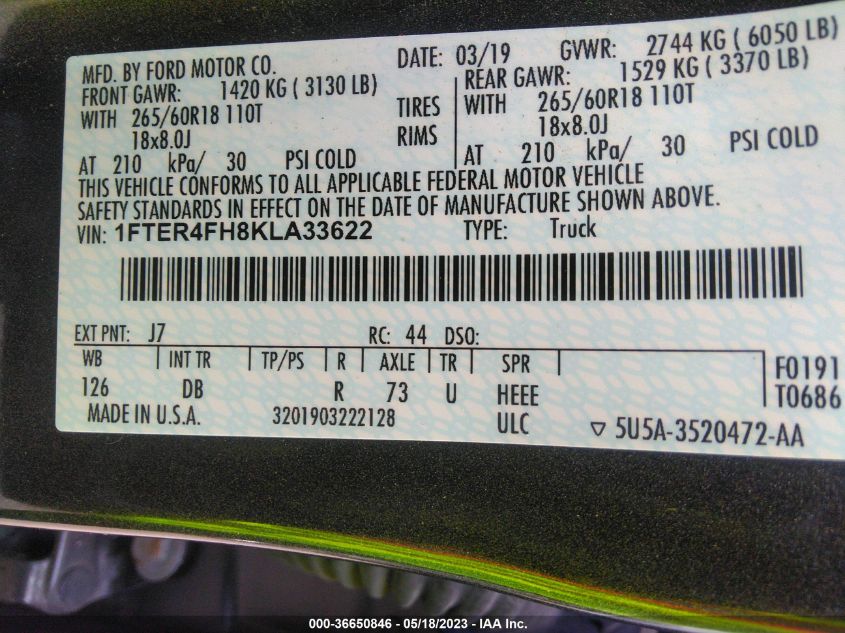 MFD. BY FORD MOTOR CO. DATE: 03/19 GVWR: 2744 KG ( 6050 LB)
FRONT GAWR: 1420 KG ( 3130 LB) REAR GAWR: 1529 KG ( 3370 LB)
WITH 265/60R18 110T TIRES WITH 265/60R18 110T
18x8.0J RIMS 18x8.0J
AT 210 kPa/ 30 PSI COLD AT 210 kPa/ 30 PSI COLD
THIS VEHICLE CONFORMS TO ALL APPLICABLE FEDERAL MOTOR VEHICLE
SAFETY STANDARDS IN EFFECT ON THE DATE OF MANUFACTURE SHOWN ABOVE.
VIN: 1FTER4FH8KLA33622 TYPE: Truck
EXT PNT: J7 RC: 44 DSO:
WB INT TR TP/PS R AXLE TR SPR F0191
126 DB R 73 U HEEE T0686
MADE IN U.S.A. 3201903222128 ULC ▽ 5U5A-3520472-AA
000-36650846 - 05/18/2023 - IAA Inc.